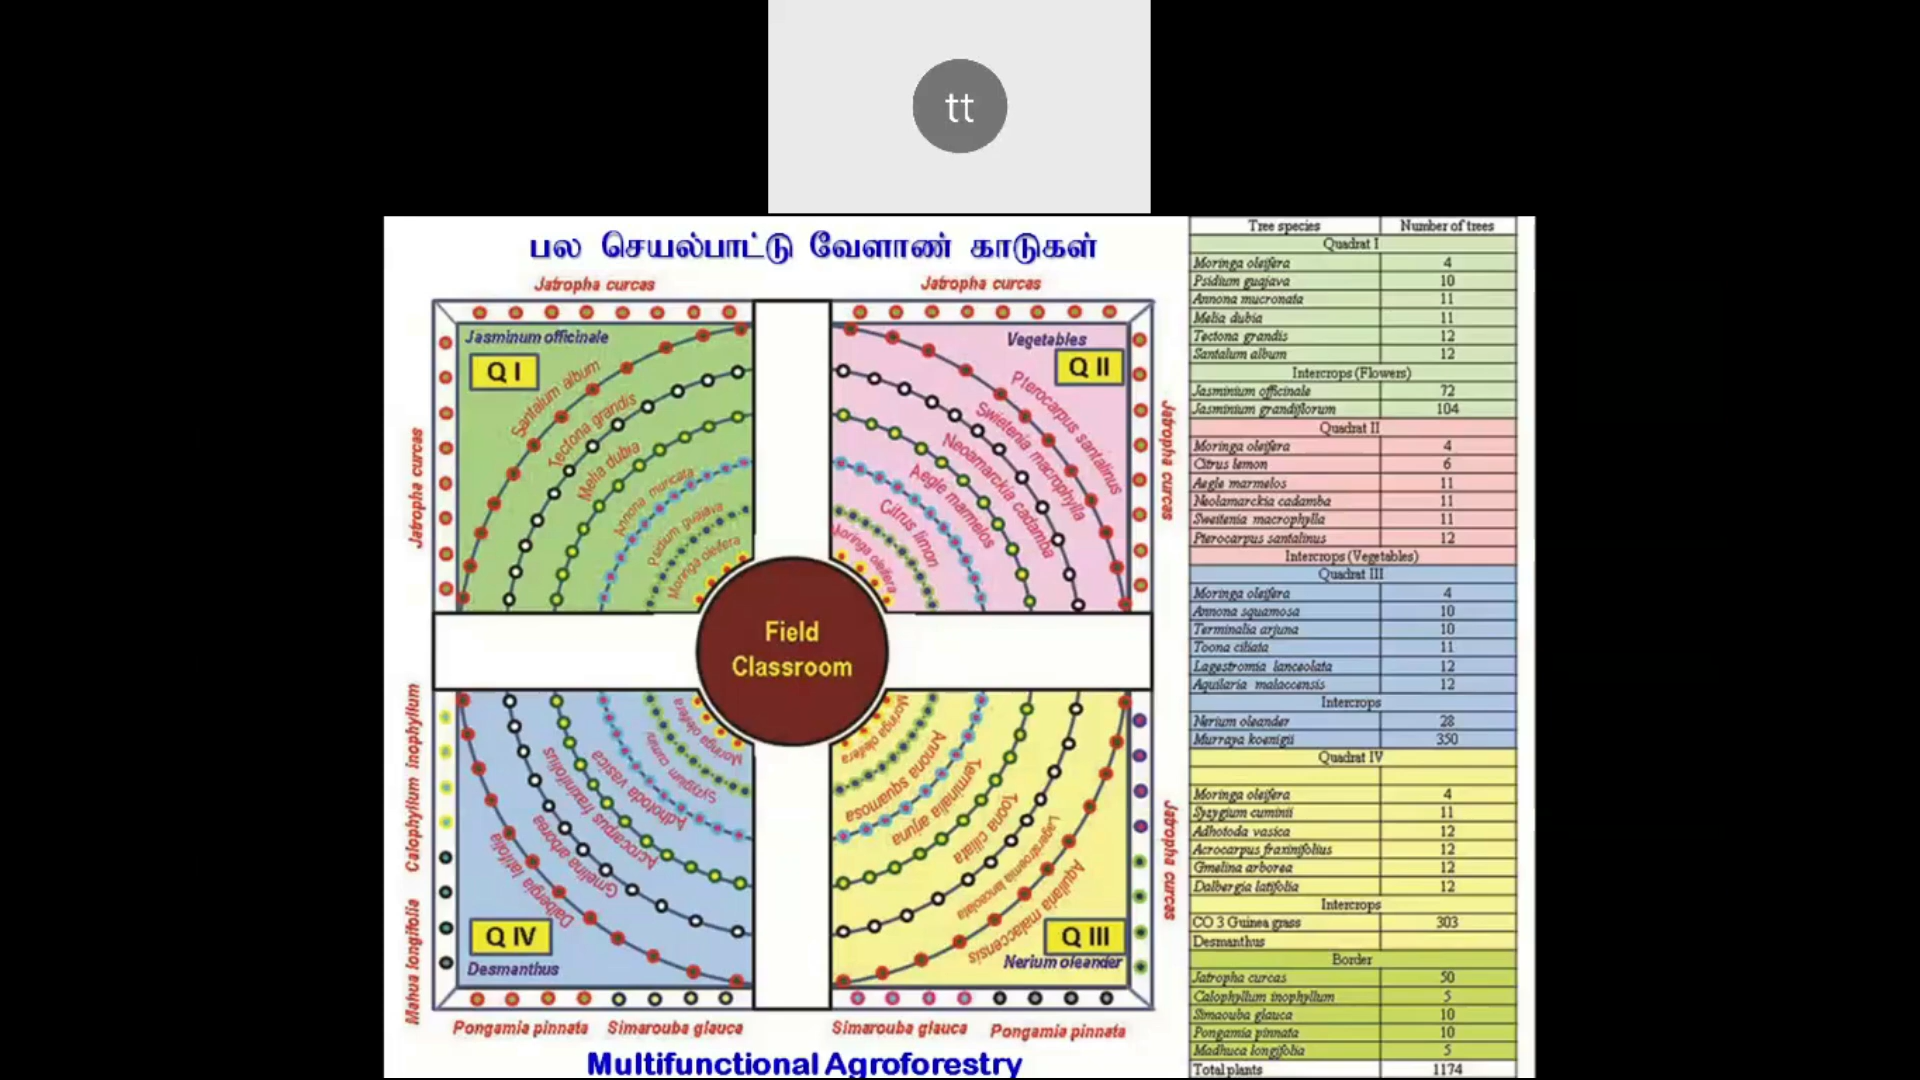 tt
பல செயல்பாட்டு வேளாண் காடுகள்
Jatropha curcas
Jatropha curcas
Jasminum officinale
Q I
Santalum album
Tectona grandis
Melia dubia
Annona muricata
Psidium guajava
Moringa oleifera
Vegetables
Q II
Pterocarpus santalinus
Swietenia macrophylla
Neoamarckia cadamba
Aegle marmelos
Citrus limon
Moringa oleifera
Jatropha curcas
Jatropha curcas
Field
Classroom
Calophyllum inophyllum
Mahua longifolia
Moringa oleifera
Syzygium cuminy
Adhotoda vasica
Acrocarpus fraxinifolius
Gmelina arborea
Dalbergia latifolia
Q IV
Desmanthus
Moringa oleifera
Annona squamosa
Terminalia arjuna
Toona ciliata
Lagerstroemia lanceolata
Aquilaria malaccensis
Q III
Nerium oleander
Jatropha curcas
Pongamia pinnata
Simarouba glauca
Simarouba glauca
Pongamia pinnata
Multifunctional Agroforestry
Tree species Number of trees
Quadrat I
Moringa oleifera 4
Psidium guajava 10
Annona mucronata 11
Melia dubia 11
Tectona grandis 12
Santalum album 12
Intercrops (Flowers)
Jasminium officinale 72
Jasminium grandiflorum 104
Quadrat II
Moringa oleifera 4
Citrus lemon 6
Aegle marmelos 11
Neolamarckia cadamba 11
Sweitenia macrophylla 11
Pterocarpus santalinus 12
Intercrops (Vegetables)
Quadrat III
Moringa oleifera 4
Annona squamosa 10
Terminalia arjuna 10
Toona ciliata 11
Lagestromia lanceolata 12
Aquilaria malaccensis 12
Intercrops
Nerium oleander 28
Murraya koenigii 350
Quadrat IV
Moringa oleifera 4
Syzygium cuminii 11
Adhotoda vasica 12
Acrocarpus fraxinifolius 12
Gmelina arborea 12
Dalbergia latifolia 12
Intercrops
CO 3 Guinea grass 303
Desmanthus
Border
Jatropha curcas 50
Calophyllum inophyllum 5
Simaouba glauca 10
Pongamia pinnata 10
Madhuca longifolia 5
Total plants 1174